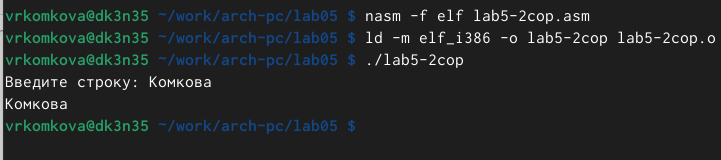 vrkomkova@dk3n35 ~/work/arch-pc/lab05 $ nasm -f elf lab5-2cop.asm
vrkomkova@dk3n35 ~/work/arch-pc/lab05 $ ld -m elf_i386 -o lab5-2cop lab5-2cop.o
vrkomkova@dk3n35 ~/work/arch-pc/lab05 $ ./lab5-2cop
Введите строку: Комкова
Комкова
vrkomkova@dk3n35 ~/work/arch-pc/lab05 $